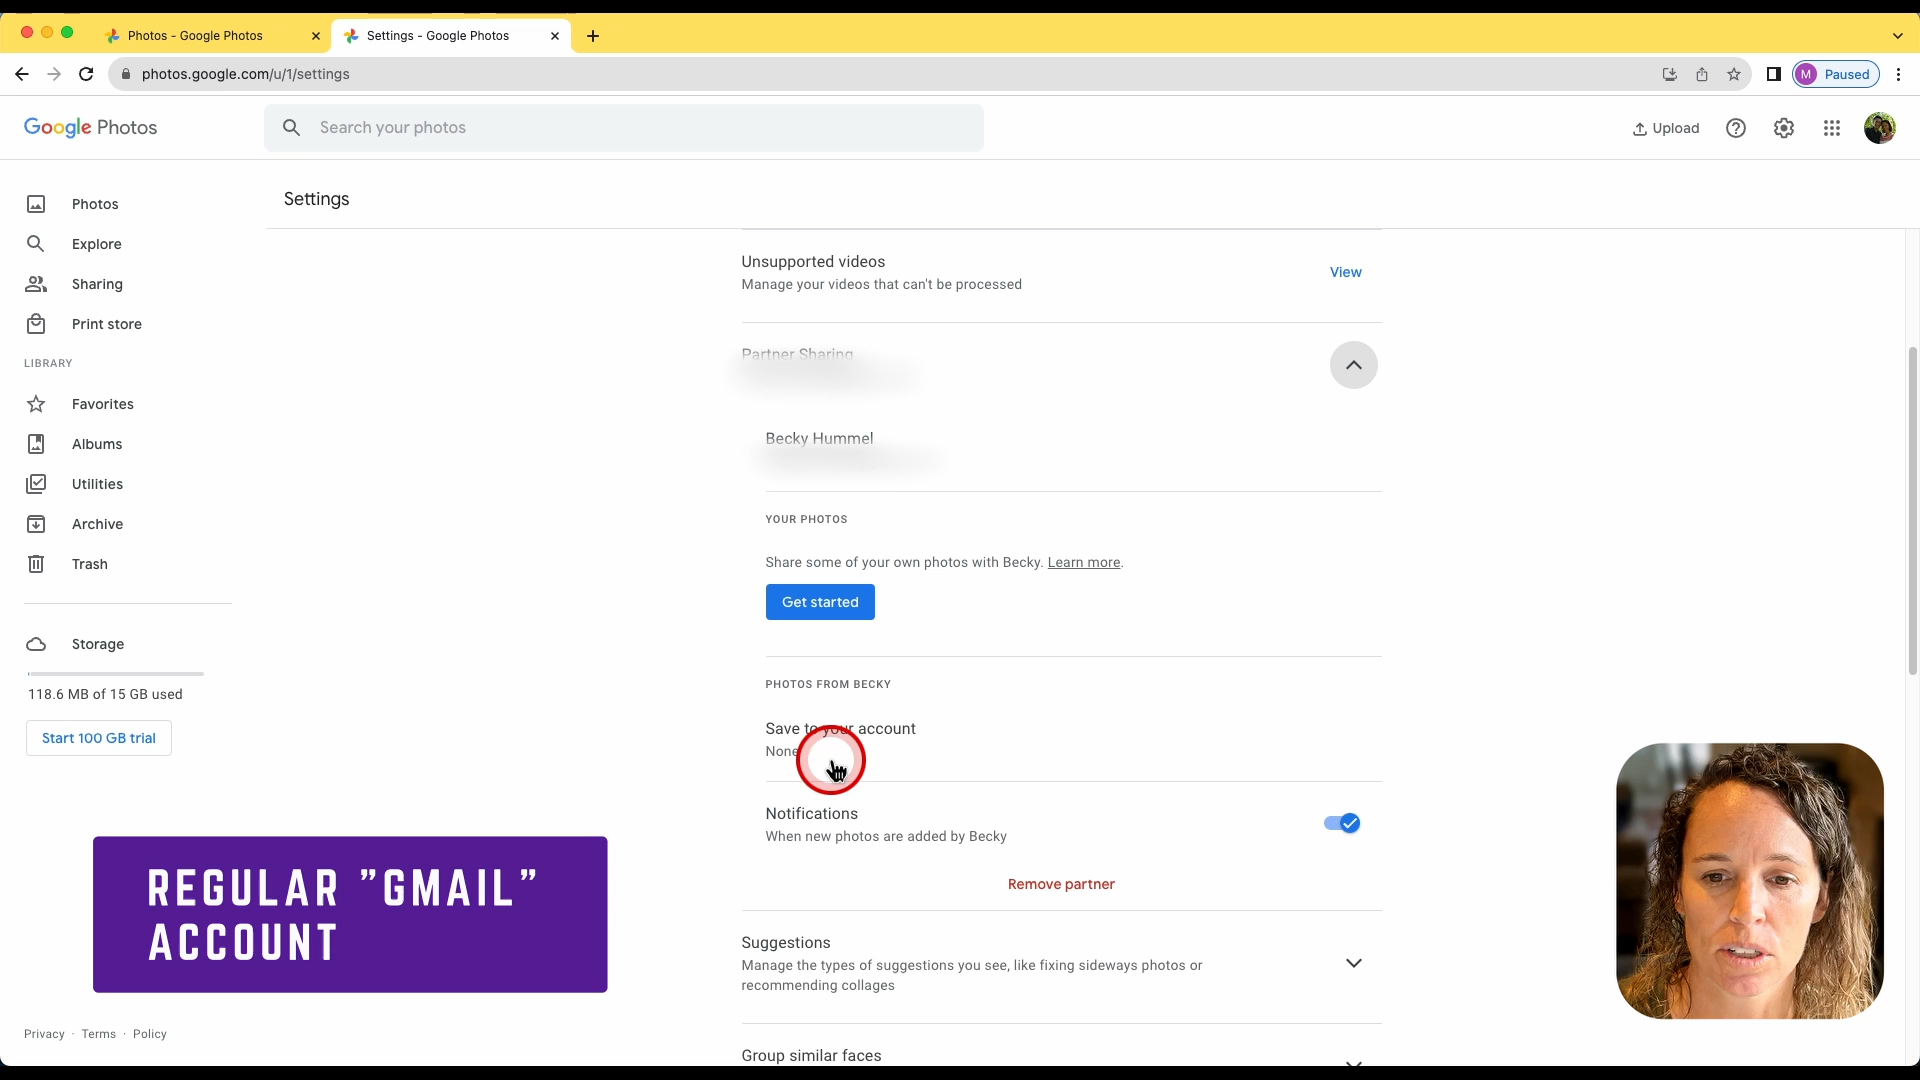 Photos - Google Photos
Settings - Google Photos
photos.google.com/u/1/settings
M Paused
Google Photos
Search your photos
Upload
Photos
Explore
Sharing
Print store
LIBRARY
Favorites
Albums
Utilities
Archive
Trash
Storage
118.6 MB of 15 GB used
Start 100 GB trial
Settings
Unsupported videos
View
Manage your videos that can't be processed
Partner Sharing
Becky Hummel
YOUR PHOTOS
Share some of your own photos with Becky. Learn more.
Get started
PHOTOS FROM BECKY
Save to your account
None
Notifications
When new photos are added by Becky
Remove partner
Suggestions
Manage the types of suggestions you see, like fixing sideways photos or
recommending collages
Group similar faces
REGULAR "GMAIL"
ACCOUNT
Privacy · Terms · Policy